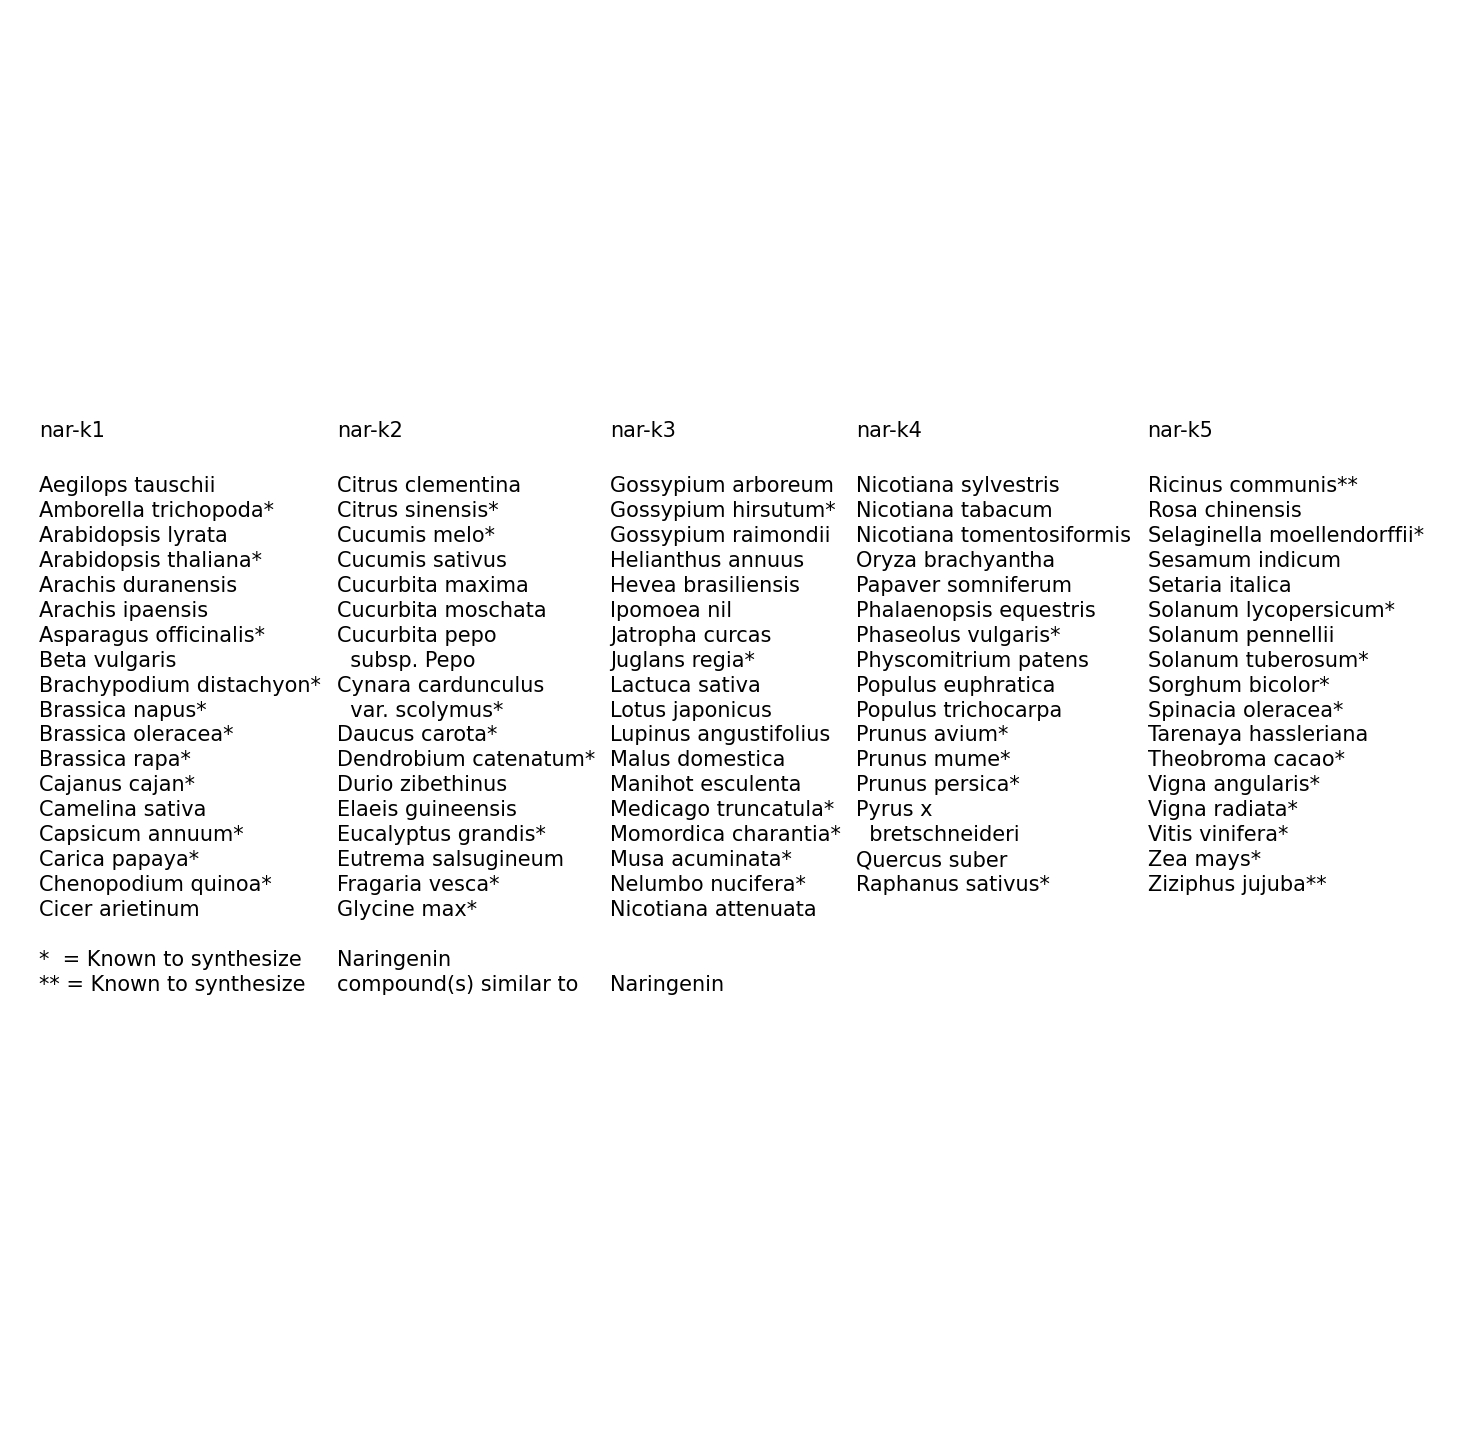 nar-k1 nar-k2 nar-k3 nar-k4 nar-k5
Aegilops tauschii Citrus clementina Gossypium arboreum Nicotiana sylvestris Ricinus communis**
Amborella trichopoda* Citrus sinensis* Gossypium hirsutum* Nicotiana tabacum Rosa chinensis
Arabidopsis lyrata Cucumis melo* Gossypium raimondii Nicotiana tomentosiformis Selaginella moellendorffii*
Arabidopsis thaliana* Cucumis sativus Helianthus annuus Oryza brachyantha Sesamum indicum
Arachis duranensis Cucurbita maxima Hevea brasiliensis Papaver somniferum Setaria italica
Arachis ipaensis Cucurbita moschata Ipomoea nil Phalaenopsis equestris Solanum lycopersicum*
Asparagus officinalis* Cucurbita pepo Jatropha curcas Phaseolus vulgaris* Solanum pennellii
Beta vulgaris subsp. Pepo Juglans regia* Physcomitrium patens Solanum tuberosum*
Brachypodium distachyon* Cynara cardunculus Lactuca sativa Populus euphratica Sorghum bicolor*
Brassica napus* var. scolymus* Lotus japonicus Populus trichocarpa Spinacia oleracea*
Brassica oleracea* Daucus carota* Lupinus angustifolius Prunus avium* Tarenaya hassleriana
Brassica rapa* Dendrobium catenatum* Malus domestica Prunus mume* Theobroma cacao*
Cajanus cajan* Durio zibethinus Manihot esculenta Prunus persica* Vigna angularis*
Camelina sativa Elaeis guineensis Medicago truncatula* Pyrus x Vigna radiata*
Capsicum annuum* Eucalyptus grandis* Momordica charantia* bretschneideri Vitis vinifera*
Carica papaya* Eutrema salsugineum Musa acuminata* Quercus suber Zea mays*
Chenopodium quinoa* Fragaria vesca* Nelumbo nucifera* Raphanus sativus* Ziziphus jujuba**
Cicer arietinum Glycine max* Nicotiana attenuata
* = Known to synthesize Naringenin
** = Known to synthesize compound(s) similar to Naringenin